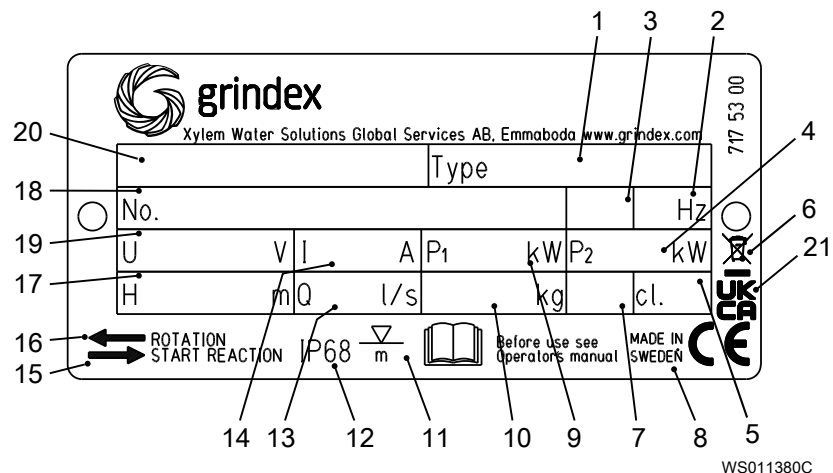 1 3 2
grindex
717 53 00
Xylem Water Solutions Global Services AB, Emmaboda www.grindex.com
20 4
Type
18
No. Hz
6
19
U V I A P1 kW P2 kW
21
17
H m Q l/s kg cl.
UK
CA
16 ROTATION
15 START REACTION
IP68
m
Before use see
Operator's manual
MADE IN
SWEDEN
CE
14 13 12 11 10 9 7 8 5
WS011380C